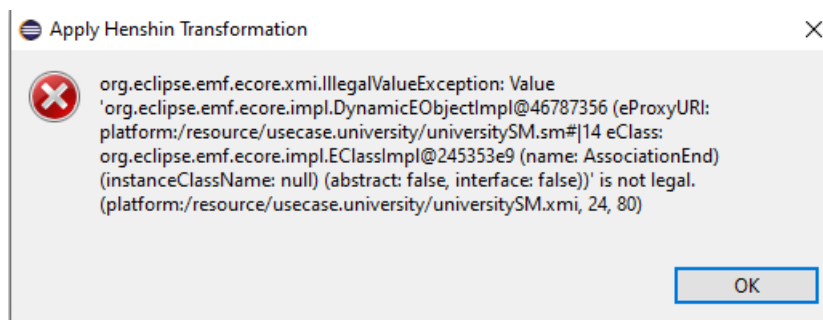 Apply Henshin Transformation
org.eclipse.emf.ecore.xmi.IllegalValueException: Value
'org.eclipse.emf.ecore.impl.DynamicEObjectImpl@46787356 (eProxyURI:
platform:/resource/usecase.university/universitySM.sm#|14 eClass:
org.eclipse.emf.ecore.impl.EClassImpl@245353e9 (name: AssociationEnd)
(instanceClassName: null) (abstract: false, interface: false))' is not legal.
(platform:/resource/usecase.university/universitySM.xmi, 24, 80)
OK